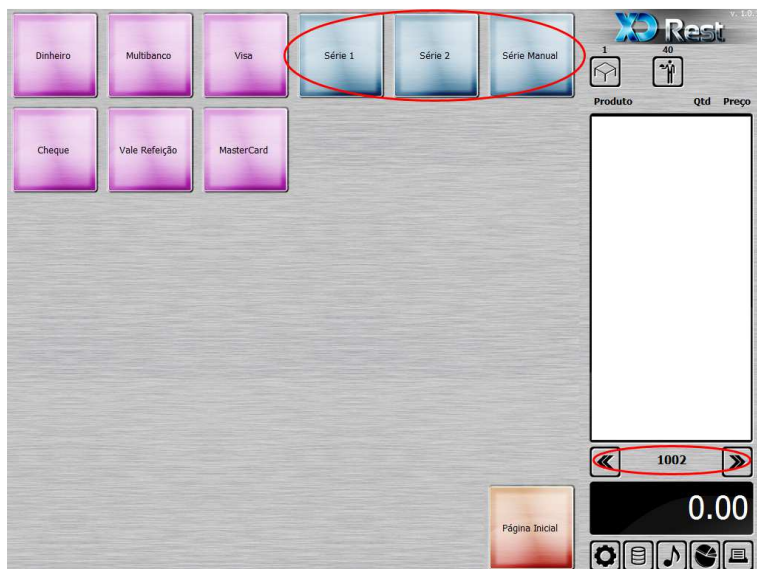 Dinheiro
Multibanco
Visa
Série 1
Série 2
Série Manual
Cheque
Vale Refeição
MasterCard
Página Inicial
v. 1.0.
XD Rest
1
40
Produto Qtd Preço
1002
0.00